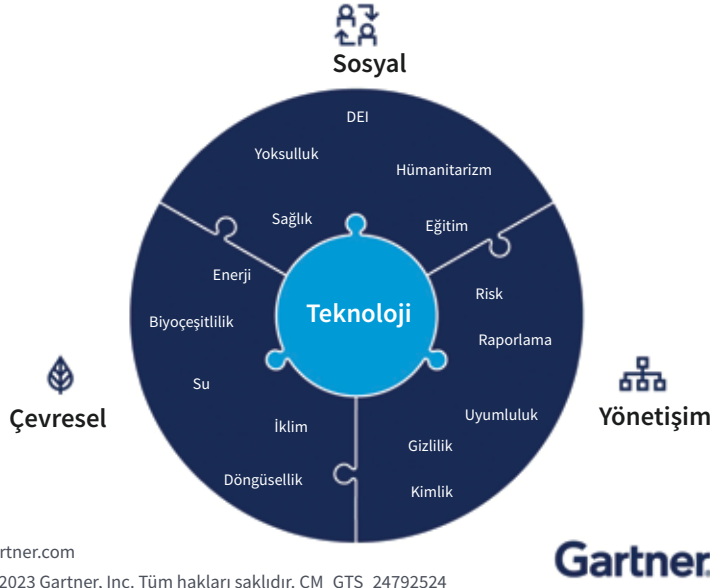 Sosyal
DEI
Yoksulluk
Hümanitarizm
Sağlık
Eğitim
Enerji
Risk
Teknoloji
Biyoçeşitlilik
Raporlama
Su
Çevresel
Uyumluluk
Yönetişim
İklim
Gizlilik
Döngüsellik
Kimlik
rtner.com
2023 Gartner, Inc. Tüm hakları saklıdır. CM_GTS_24792524
Gartner